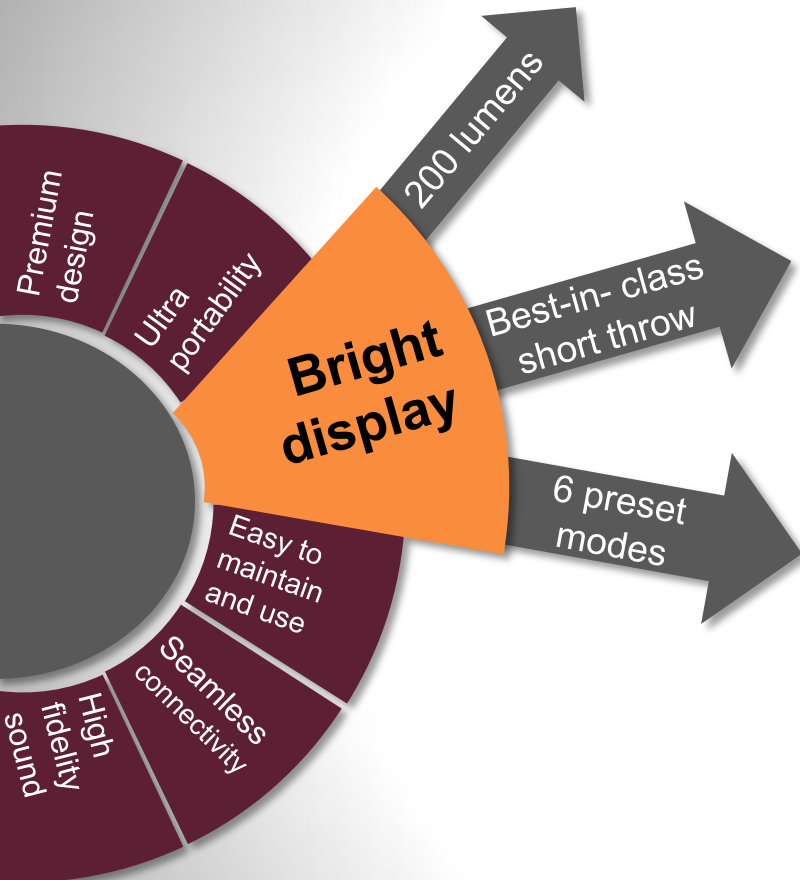 Premium
design
Ultra
portability
Bright
display
200 lumens
Best-in- class
short throw
6 preset
modes
Easy to
maintain
and use
Seamless
connectivity
High
fidelity
sound